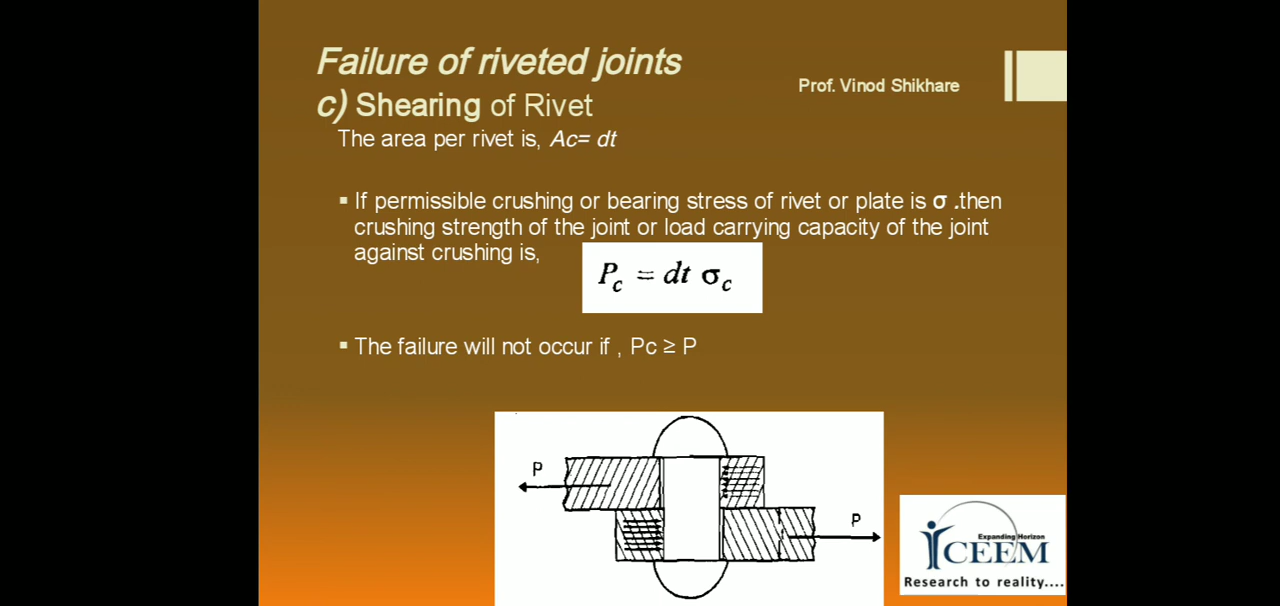 Failure of riveted joints
c) Shearing of Rivet
Prof. Vinod Shikhare
The area per rivet is, Ac= dt
▪ If permissible crushing or bearing stress of rivet or plate is σ .then
crushing strength of the joint or load carrying capacity of the joint
against crushing is,
Pc = dt σc
▪ The failure will not occur if , Pc ≥ P
P
P
Expanding Horizon
CEEM
Research to reality....